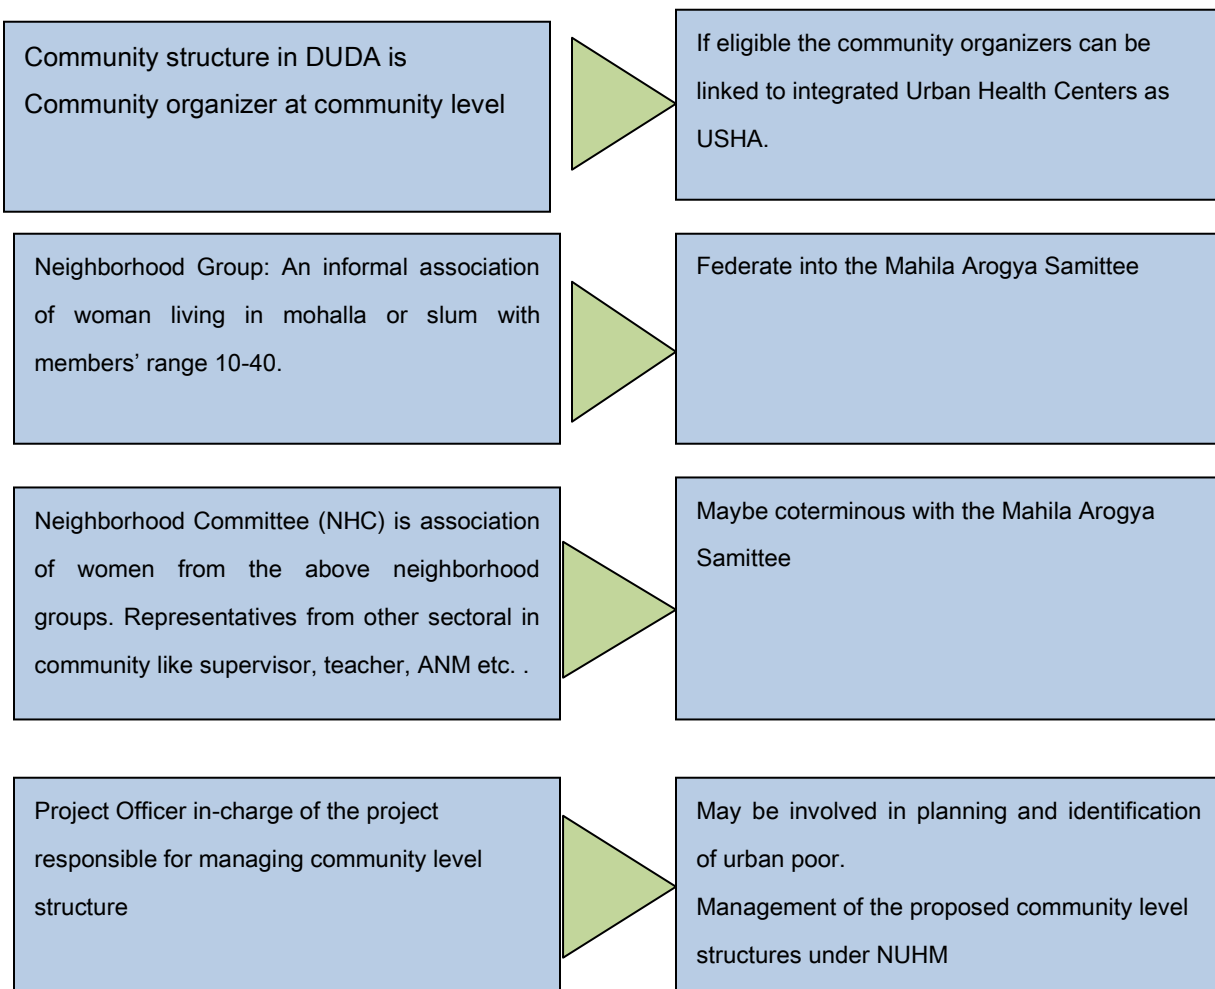 Community structure in DUDA is
Community organizer at community level
If eligible the community organizers can be
linked to integrated Urban Health Centers as
USHA.
Neighborhood Group: An informal association
of woman living in mohalla or slum with
members’ range 10-40.
Federate into the Mahila Arogya Samittee
Neighborhood Committee (NHC) is association
of women from the above neighborhood
groups. Representatives from other sectoral in
community like supervisor, teacher, ANM etc. .
Maybe coterminous with the Mahila Arogya
Samittee
Project Officer in-charge of the project
responsible for managing community level
structure
May be involved in planning and identification
of urban poor.
Management of the proposed community level
structures under NUHM